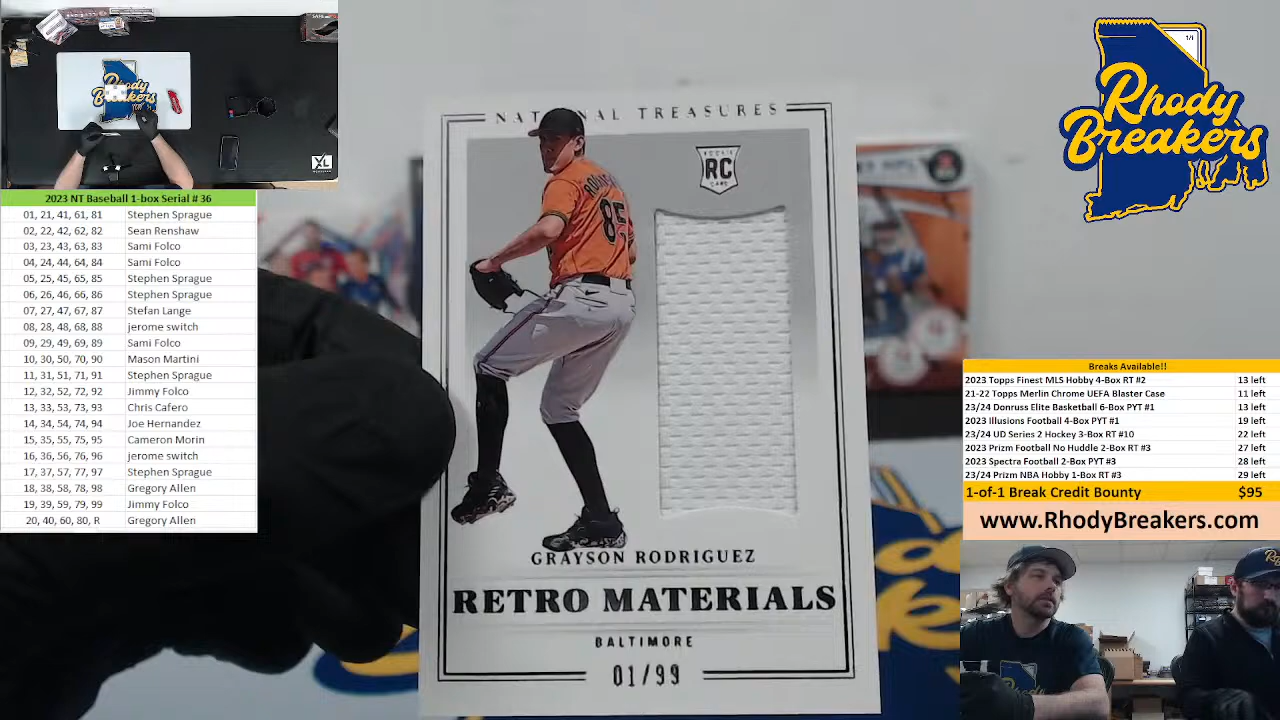 2023 NT Baseball 1-box Serial # 36
01, 21, 41, 61, 81 Stephen Sprague
02, 22, 42, 62, 82 Sean Renshaw
03, 23, 43, 63, 83 Sami Folco
04, 24, 44, 64, 84 Sami Folco
05, 25, 45, 65, 85 Stephen Sprague
06, 26, 46, 66, 86 Stephen Sprague
07, 27, 47, 67, 87 Stefan Lange
08, 28, 48, 68, 88 jerome switch
09, 29, 49, 69, 89 Sami Folco
10, 30, 50, 70, 90 Mason Martini
11, 31, 51, 71, 91 Stephen Sprague
12, 32, 52, 72, 92 Jimmy Folco
13, 33, 53, 73, 93 Chris Cafero
14, 34, 54, 74, 94 Joe Hernandez
15, 35, 55, 75, 95 Cameron Morin
16, 36, 56, 76, 96 jerome switch
17, 37, 57, 77, 97 Stephen Sprague
18, 38, 58, 78, 98 Gregory Allen
19, 39, 59, 79, 99 Jimmy Folco
20, 40, 60, 80, R Gregory Allen
Rhody
Breakers
XL
NATIONAL TREASURES
ROOKIE
RC
CARD
85
GRAYSON RODRIGUEZ
RETRO MATERIALS
BALTIMORE
01/99
1/1
Rhody
Breakers
Breaks Available!!
2023 Topps Finest MLS Hobby 4-Box RT #2 13 left
21-22 Topps Merlin Chrome UEFA Blaster Case 11 left
23/24 Donruss Elite Basketball 6-Box PYT #1 13 left
2023 Illusions Football 4-Box PYT #1 19 left
23/24 UD Series 2 Hockey 3-Box RT #10 22 left
2023 Prizm Football No Huddle 2-Box RT #3 27 left
2023 Spectra Football 2-Box PYT #3 28 left
23/24 Prizm NBA Hobby 1-Box RT #3 29 left
1-of-1 Break Credit Bounty $95
www.RhodyBreakers.com
Rhody